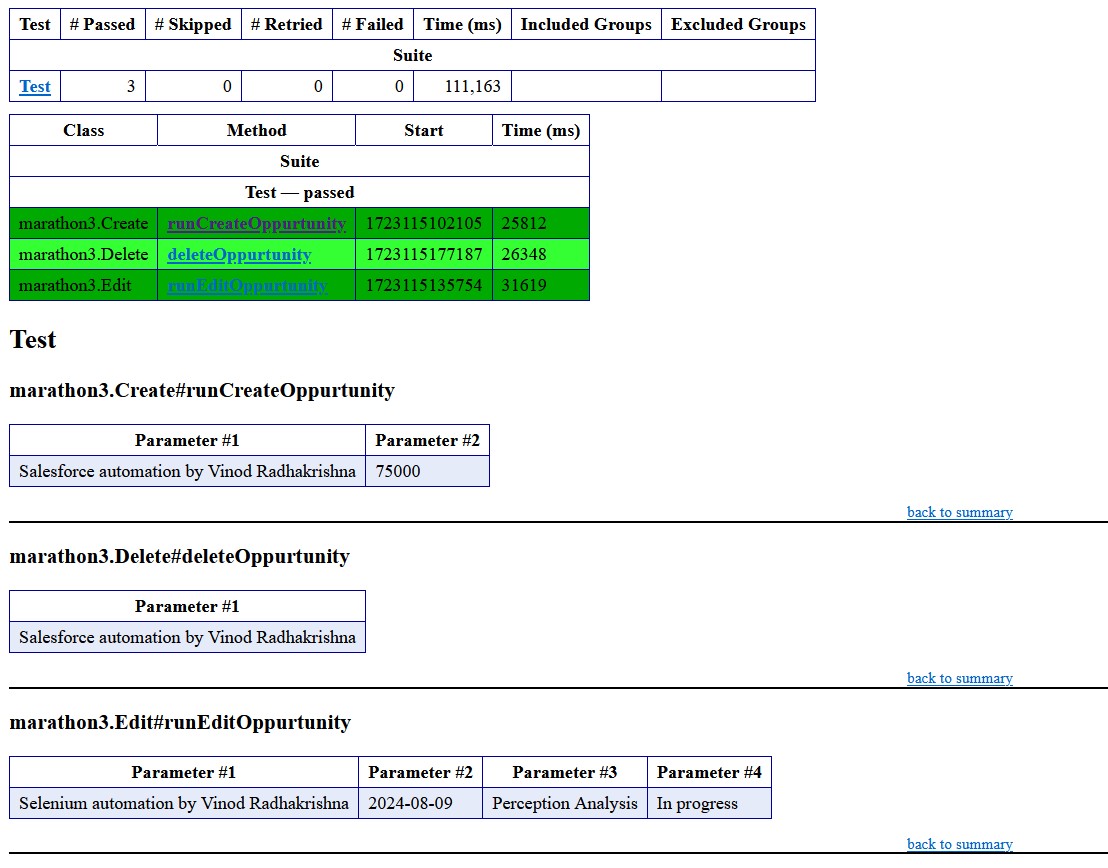 Test # Passed # Skipped # Retried # Failed Time (ms) Included Groups Excluded Groups
Suite
Test 3 0 0 0 111,163
Class Method Start Time (ms)
Suite
Test — passed
marathon3.Create runCreateOppurtunity 1723115102105 25812
marathon3.Delete deleteOppurtunity 1723115177187 26348
marathon3.Edit runEditOppurtunity 1723115135754 31619
Test
marathon3.Create#runCreateOppurtunity
Parameter #1 Parameter #2
Salesforce automation by Vinod Radhakrishna 75000
back to summary
marathon3.Delete#deleteOppurtunity
Parameter #1
Salesforce automation by Vinod Radhakrishna
back to summary
marathon3.Edit#runEditOppurtunity
Parameter #1 Parameter #2 Parameter #3 Parameter #4
Selenium automation by Vinod Radhakrishna 2024-08-09 Perception Analysis In progress
back to summary